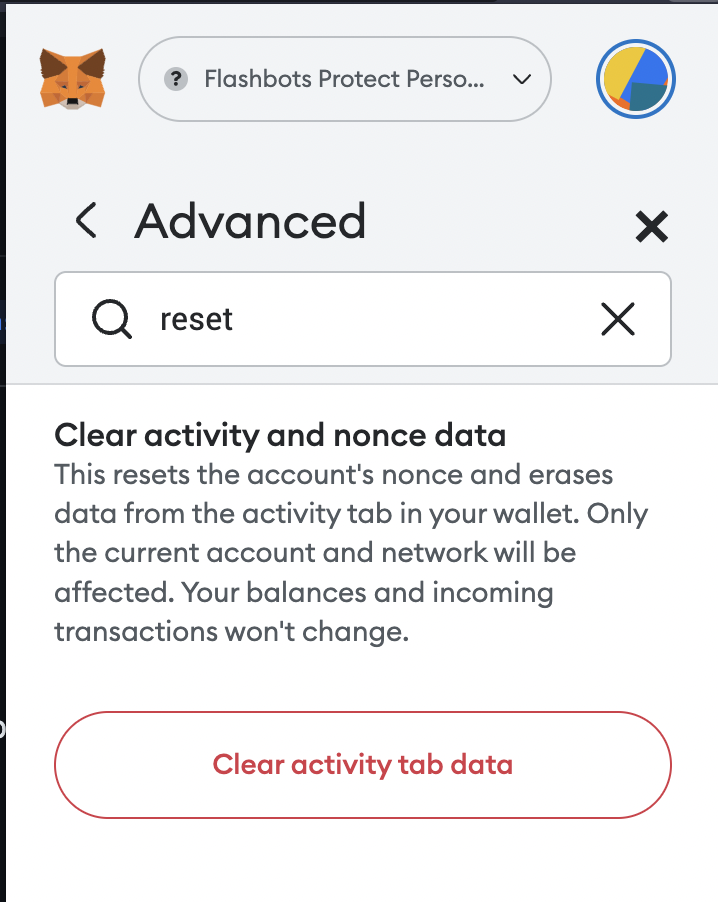 ? Flashbots Protect Perso...
Advanced
reset
Clear activity and nonce data
This resets the account's nonce and erases
data from the activity tab in your wallet. Only
the current account and network will be
affected. Your balances and incoming
transactions won't change.
Clear activity tab data